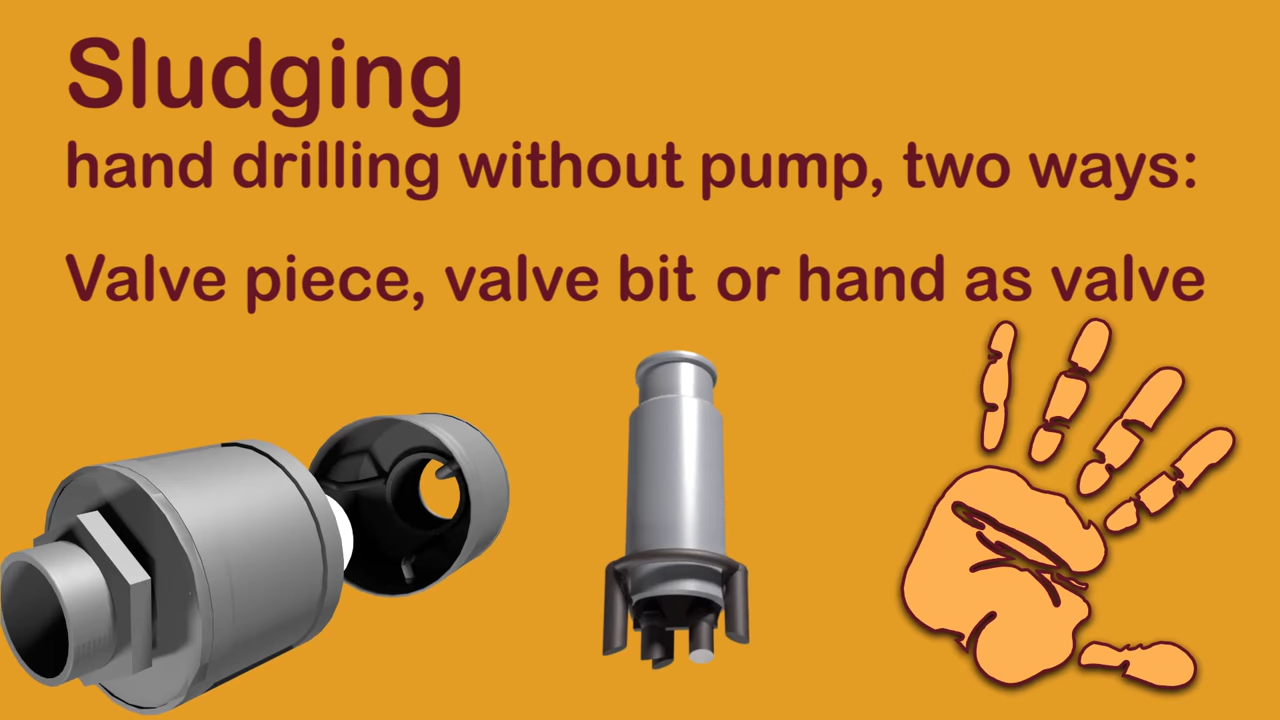 Sludging
hand drilling without pump, two ways:
Valve piece, valve bit or hand as valve